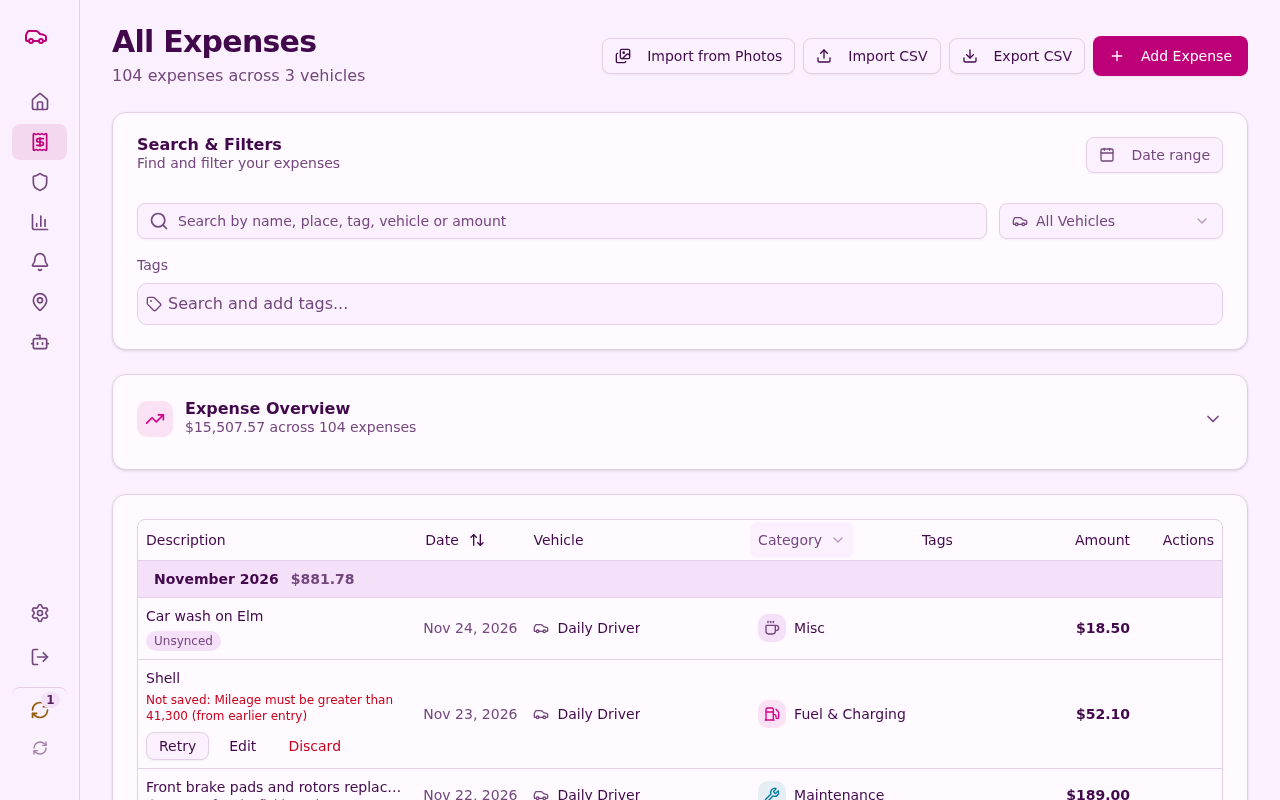 All Expenses
104 expenses across 3 vehicles
Import from Photos
Import CSV
Export CSV
Add Expense
Search & Filters
Find and filter your expenses
Date range
Search by name, place, tag, vehicle or amount
All Vehicles
Tags
Search and add tags...
Expense Overview
$15,507.57 across 104 expenses
Description Date Vehicle Category Tags Amount Actions
November 2026 $881.78
Car wash on Elm
Unsynced
Nov 24, 2026 Daily Driver Misc $18.50
Shell
Not saved: Mileage must be greater than
41,300 (from earlier entry)
Nov 23, 2026 Daily Driver Fuel & Charging $52.10
Retry Edit Discard
Front brake pads and rotors replac...
Nov 22, 2026 Daily Driver Maintenance $189.00
1